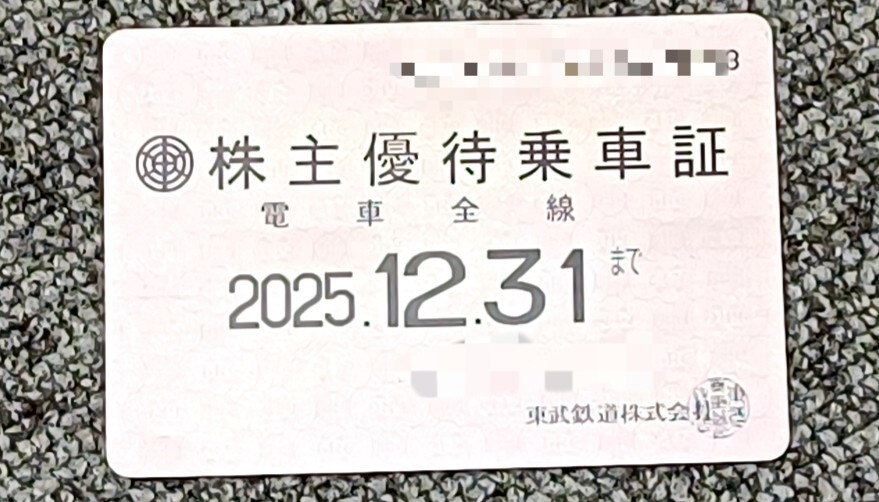 株主優待乗車証
電車全線
2025.12.31まで
東武鉄道株式会社